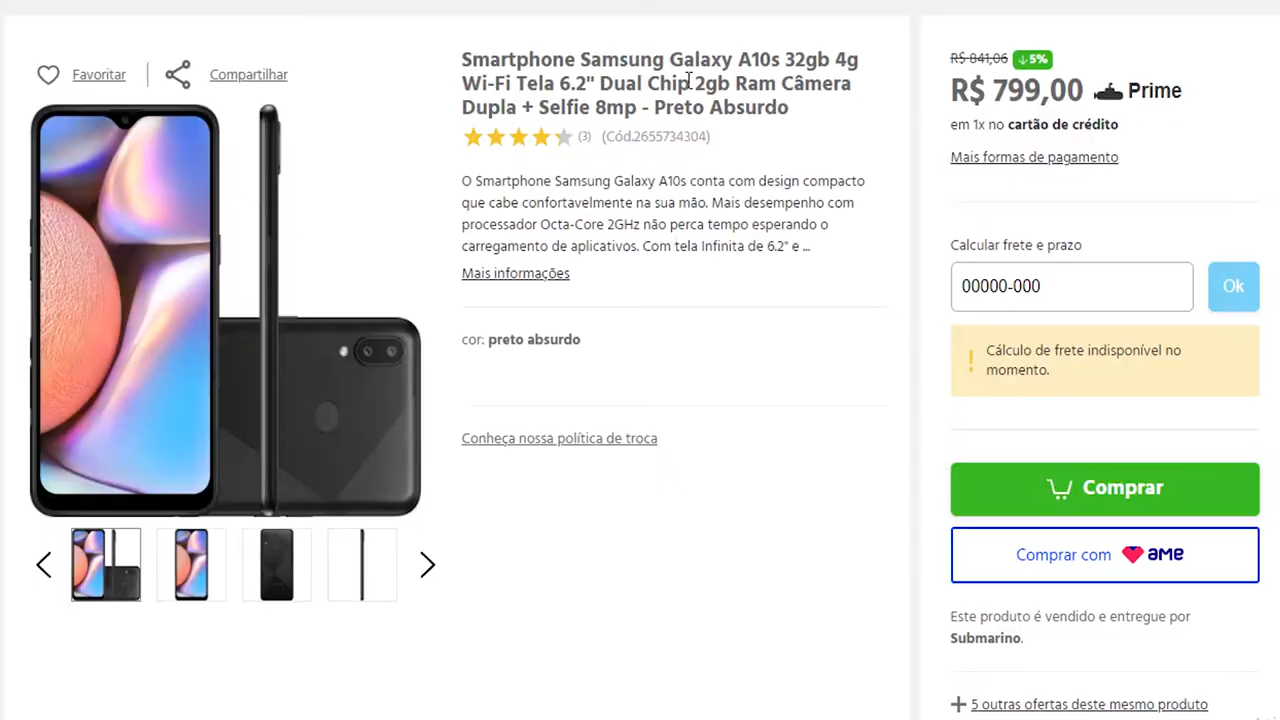 Favoritar
Compartilhar
Smartphone Samsung Galaxy A10s 32gb 4g
Wi-Fi Tela 6.2" Dual Chip 2gb Ram Câmera
Dupla + Selfie 8mp - Preto Absurdo
(3) (Cód.2655734304)
O Smartphone Samsung Galaxy A10s conta com design compacto
que cabe confortavelmente na sua mão. Mais desempenho com
processador Octa-Core 2GHz não perca tempo esperando o
carregamento de aplicativos. Com tela Infinita de 6.2" e ...
Mais informações
cor: preto absurdo
Conheça nossa política de troca
R$ 841,06 ↓5%
R$ 799,00 Prime
em 1x no cartão de crédito
Mais formas de pagamento
Calcular frete e prazo
00000-000 Ok
! Cálculo de frete indisponível no
momento.
Comprar
Comprar com ame
Este produto é vendido e entregue por
Submarino.
+ 5 outras ofertas deste mesmo produto